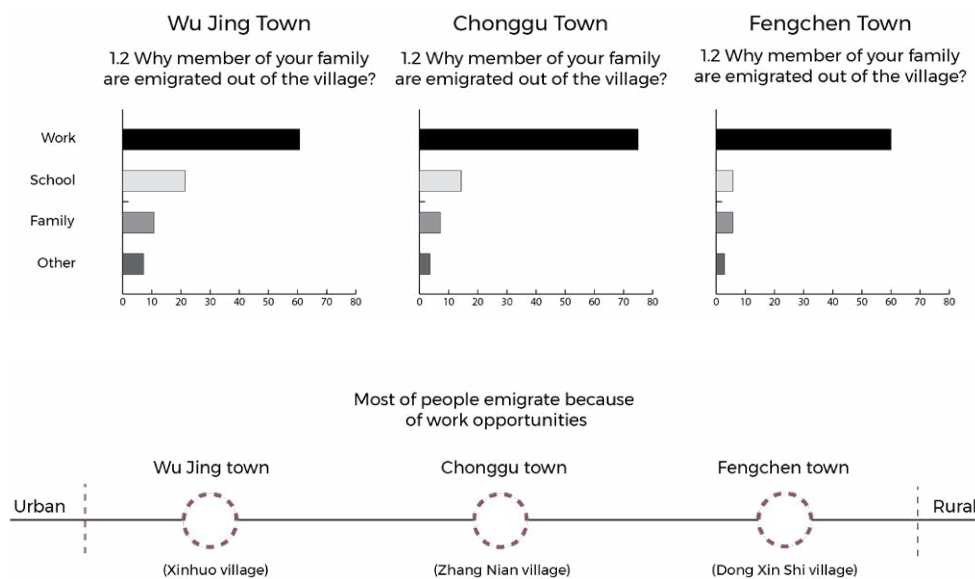 Wu Jing Town
1.2 Why member of your family
are emigrated out of the village?
Work
School
Family
Other
0 10 20 30 40 50 60 70 80
Chonggu Town
1.2 Why member of your family
are emigrated out of the village?
0 10 20 30 40 50 60 70 80
Fengchen Town
1.2 Why member of your family
are emigrated out of the village?
0 10 20 30 40 50 60 70 80
Most of people emigrate because
of work opportunities
Urban
Wu Jing town
(Xinhuo village)
Chonggu town
(Zhang Nian village)
Fengchen town
(Dong Xin Shi village)
Rural